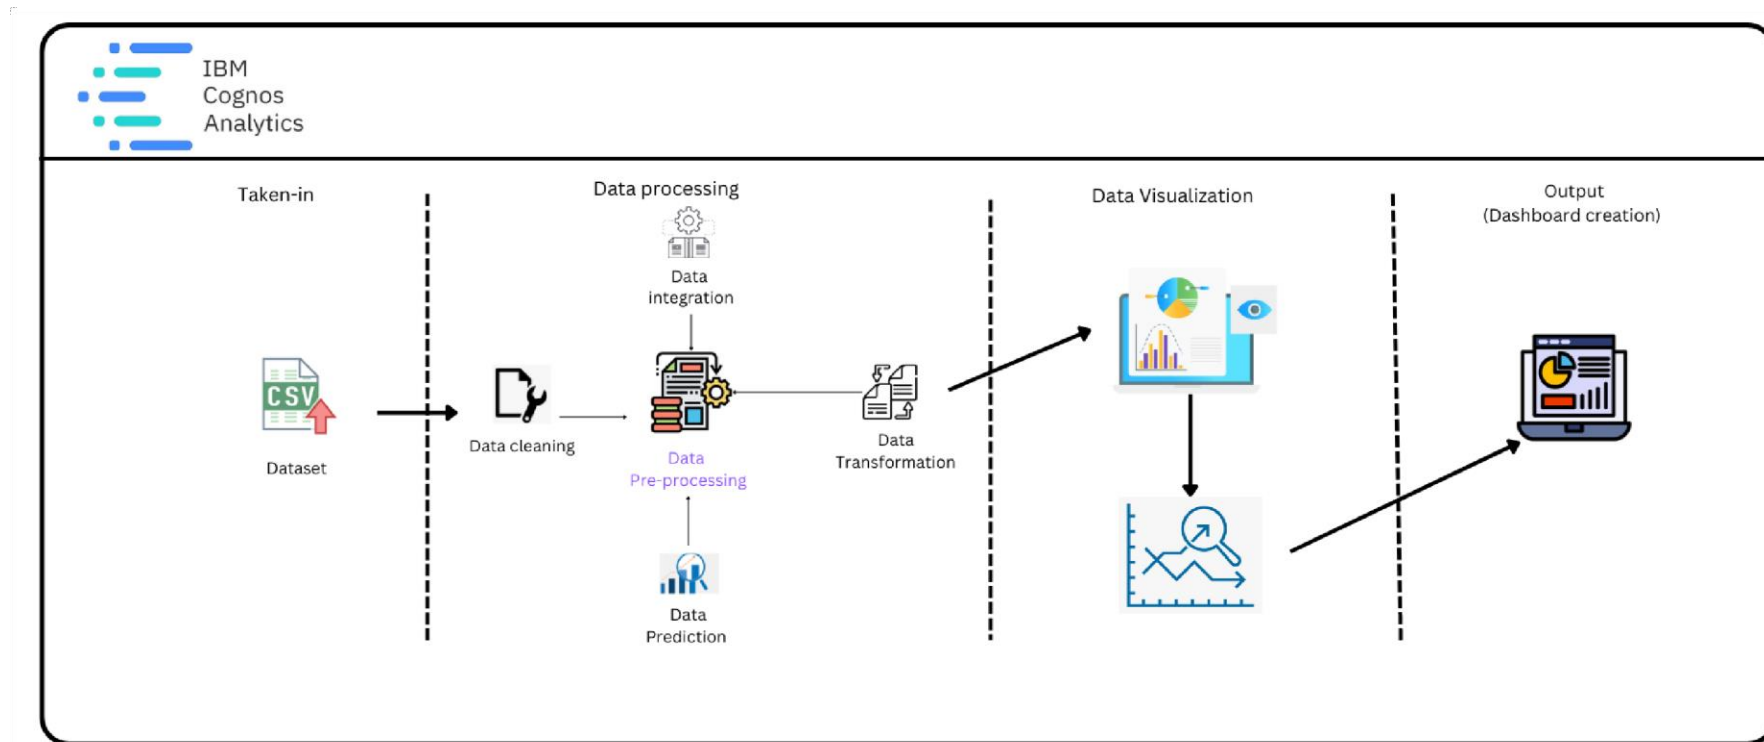 IBM
Cognos
Analytics
Taken-in
Data processing
Data Visualization
Output
(Dashboard creation)
Data
integration
CSV
Dataset
Data cleaning
Data
Pre-processing
Data
Transformation
Data
Prediction